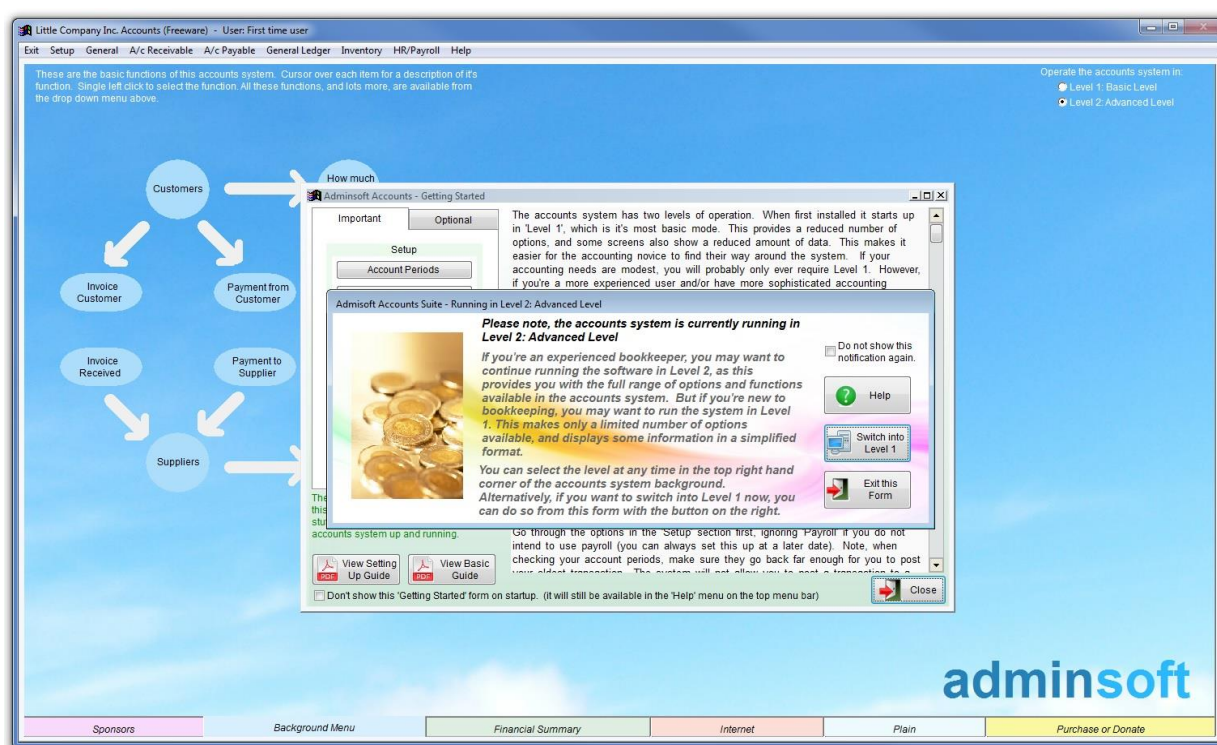 Little Company Inc. Accounts (Freeware) - User: First time user
Exit Setup General A/c Receivable A/c Payable General Ledger Inventory HR/Payroll Help
These are the basic functions of this accounts system. Cursor over each item for a description of it's
function. Single left click to select the function. All these functions, and lots more, are available from
the drop down menu above.
Operate the accounts system in:
Level 1: Basic Level
Level 2: Advanced Level
Customers
How much
Invoice
Customer
Payment from
Customer
Invoice
Received
Payment to
Supplier
Suppliers
Adminsoft Accounts - Getting Started
Important
Optional
Setup
Account Periods
The accounts system has two levels of operation. When first installed it starts up
in 'Level 1', which is it's most basic mode. This provides a reduced number of
options, and some screens also show a reduced amount of data. This makes it
easier for the accounting novice to find their way around the system. If your
accounting needs are modest, you will probably only ever require Level 1. However,
if you're a more experienced user and/or have more sophisticated accounting
Admisoft Accounts Suite - Running in Level 2: Advanced Level
Please note, the accounts system is currently running in
Level 2: Advanced Level
If you're an experienced bookkeeper, you may want to
continue running the software in Level 2, as this
provides you with the full range of options and functions
available in the accounts system. But if you're new to
bookkeeping, you may want to run the system in Level
1. This makes only a limited number of options
available, and displays some information in a simplified
format.
You can select the level at any time in the top right hand
corner of the accounts system background.
Alternatively, if you want to switch into Level 1 now, you
can do so from this form with the button on the right.
Do not show this
notification again.
Help
Switch into
Level 1
Exit this
Form
The
this
stu
accounts system up and running.
Go through the options in the 'Setup' section first, ignoring 'Payroll' if you do not
intend to use payroll (you can always set this up at a later date). Note, when
checking your account periods, make sure they go back far enough for you to post
View Setting
Up Guide
View Basic
Guide
Don't show this 'Getting Started' form on startup. (it will still be available in the 'Help' menu on the top menu bar)
Close
adminsoft
Sponsors
Background Menu
Financial Summary
Internet
Plain
Purchase or Donate